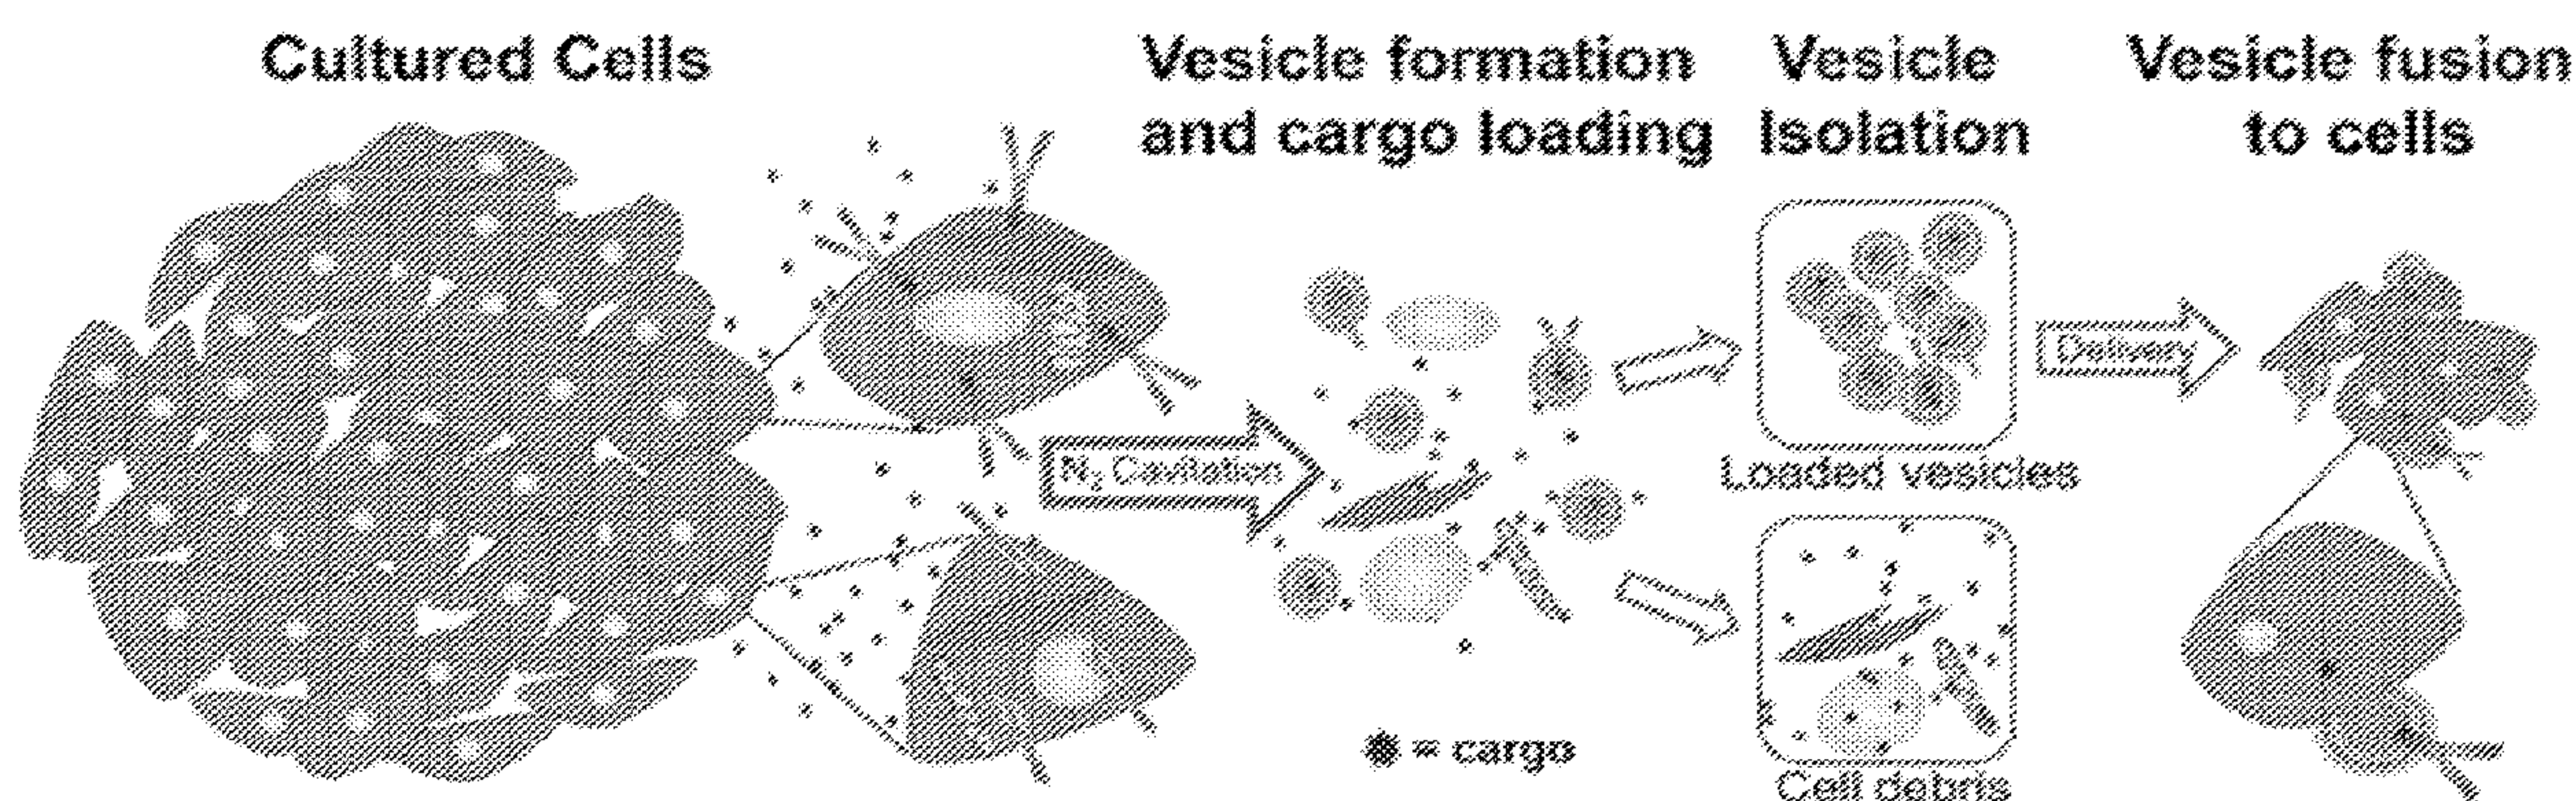 Cultured Cells
Vesicle formation
and cargo loading
Vesicle
Isolation
Vesicle fusion
to cells
N₂ Cavitation
Delivery
Loaded vesicles
= cargo
Cell debris